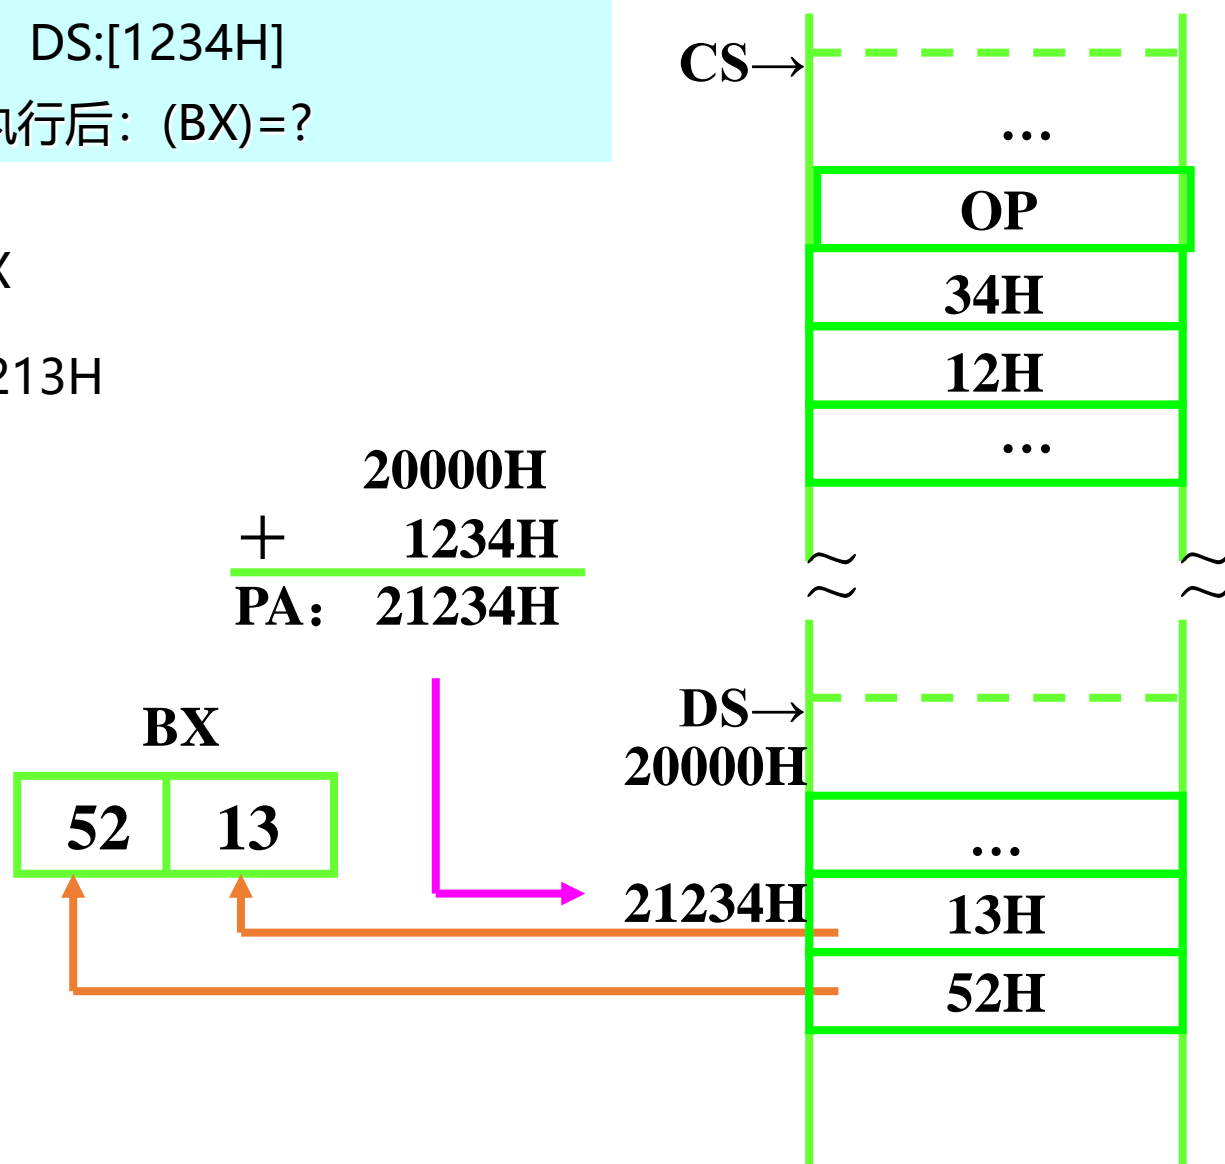 DS:[1234H]
执行后：(BX)=?
X
213H
20000H
＋ 1234H
PA： 21234H
BX
52 13
CS→
…
OP
34H
12H
…
～ ～
～ ～
DS→
20000H
…
21234H 13H
52H